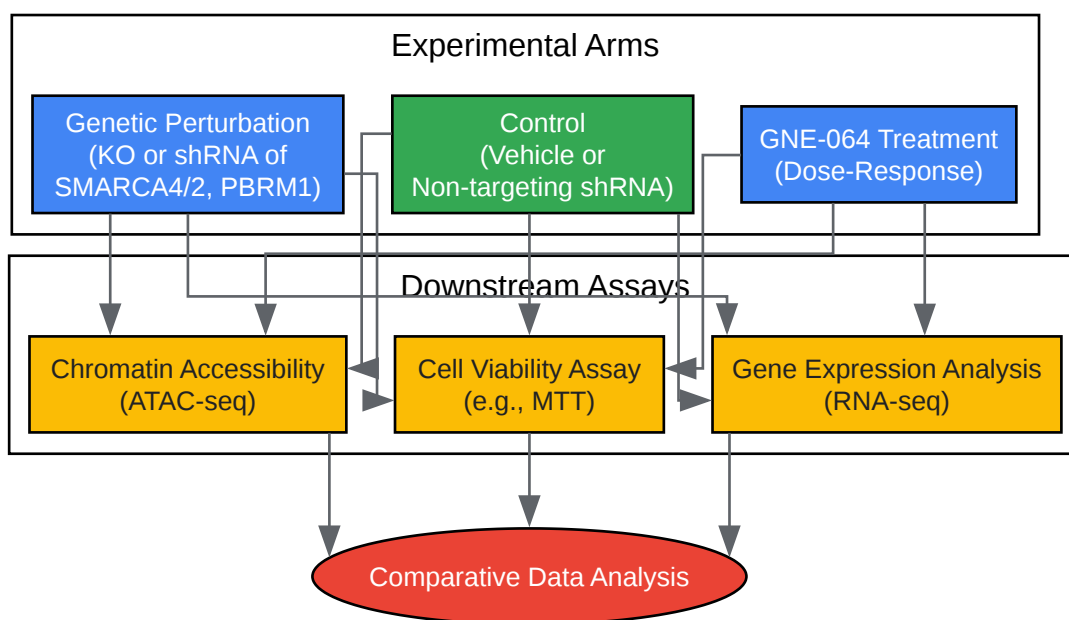 Experimental Arms
Genetic Perturbation
(KO or shRNA of
SMARCA4/2, PBRM1)
Control
(Vehicle or
Non-targeting shRNA)
GNE-064 Treatment
(Dose-Response)
Downstream Assays
Chromatin Accessibility
(ATAC-seq)
Cell Viability Assay
(e.g., MTT)
Gene Expression Analysis
(RNA-seq)
Comparative Data Analysis